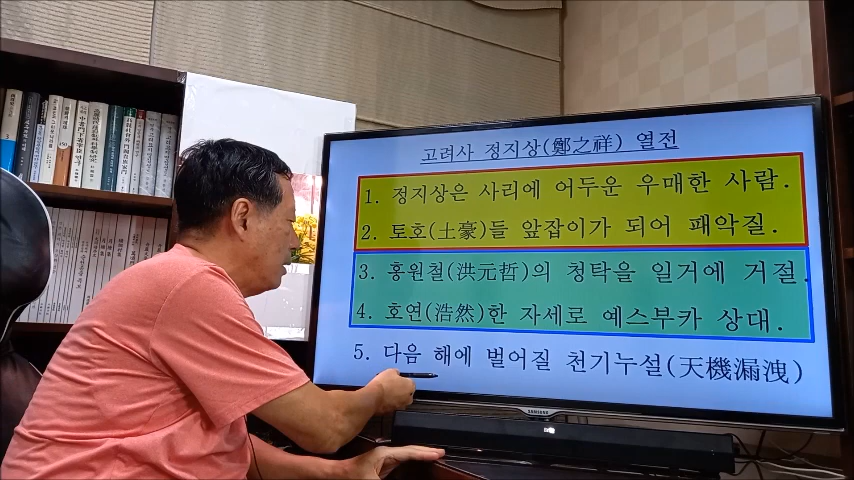 고려사 정지상(鄭之祥) 열전
1. 정지상은 사리에 어두운 우매한 사람.
2. 토호(土豪)들 앞잡이가 되어 패악질.
3. 홍원철(洪元哲)의 청탁을 일거에 거절.
4. 호연(浩然)한 자세로 예스부카 상대.
5. 다음 해에 벌어질 천기누설(天機漏洩)
SAMSUNG